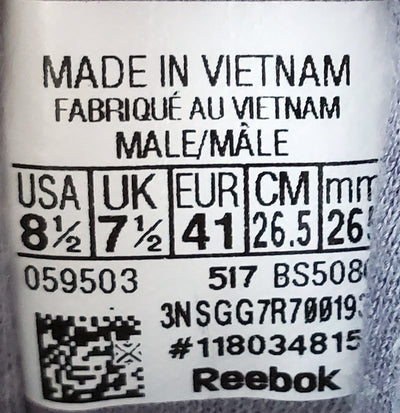 MADE IN VIETNAM
FABRIQUÉ AU VIETNAM
MALE/MÂLE
USA UK EUR CM mm
8½ 7½ 41 26.5
059503 517
#118034815
Reebok